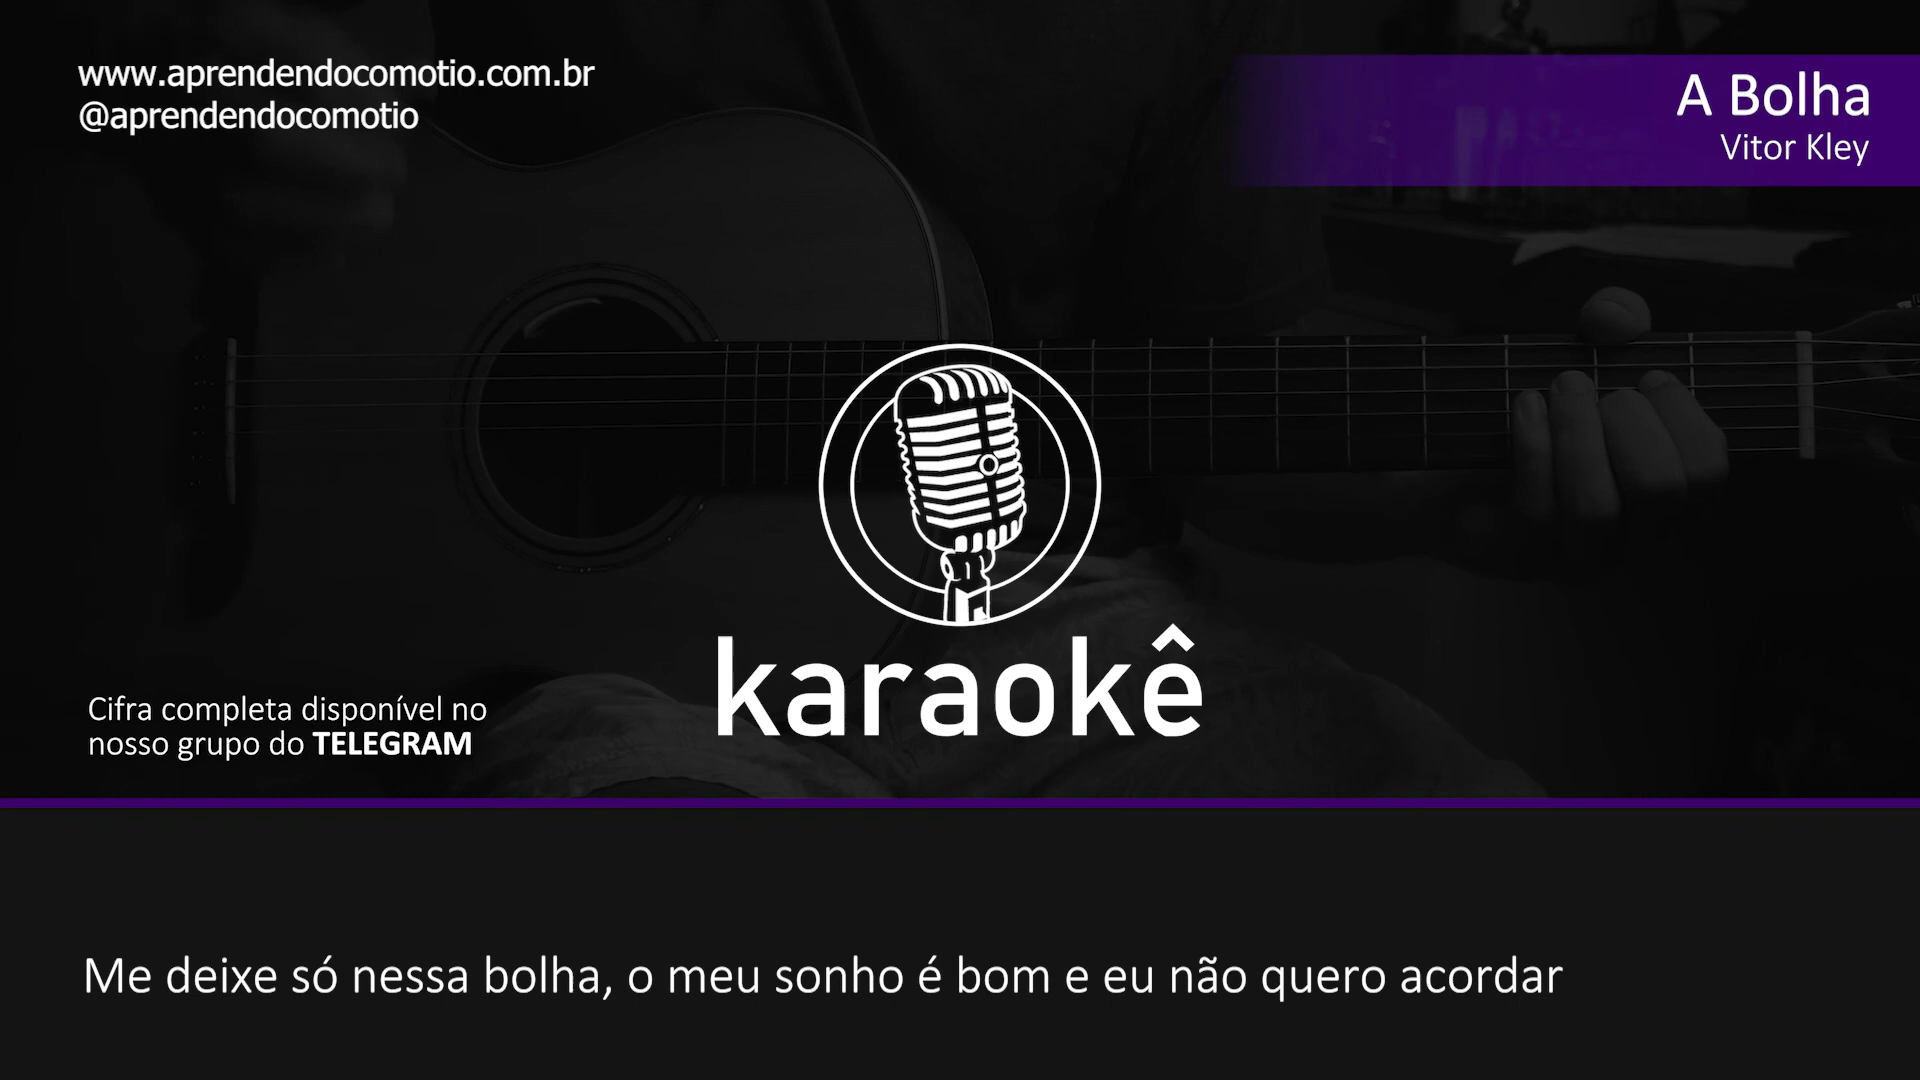 www.aprendendocomotio.com.br
@aprendendocomotio
A Bolha
Vitor Kley
karaokê
Cifra completa disponível no
nosso grupo do TELEGRAM
Me deixe só nessa bolha, o meu sonho é bom e eu não quero acordar